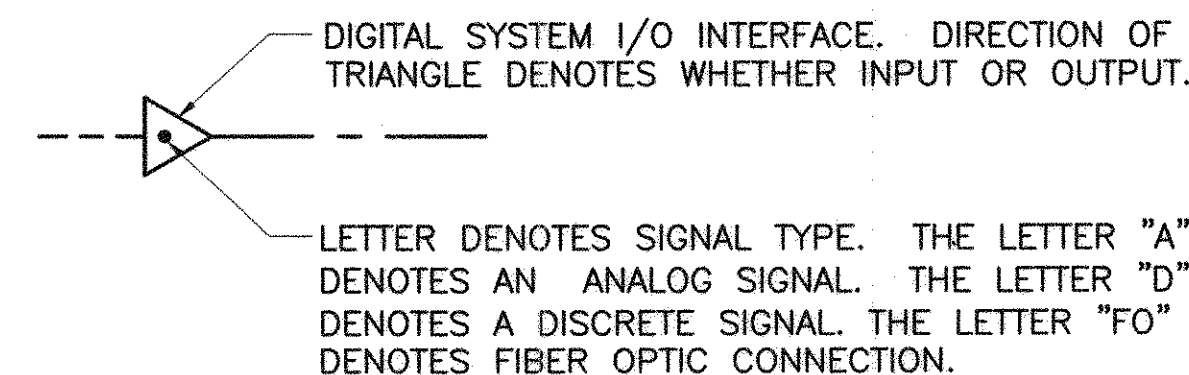 DIGITAL SYSTEM I/O INTERFACE. DIRECTION OF
TRIANGLE DENOTES WHETHER INPUT OR OUTPUT.
LETTER DENOTES SIGNAL TYPE. THE LETTER "A"
DENOTES AN ANALOG SIGNAL. THE LETTER "D"
DENOTES A DISCRETE SIGNAL. THE LETTER "FO"
DENOTES FIBER OPTIC CONNECTION.